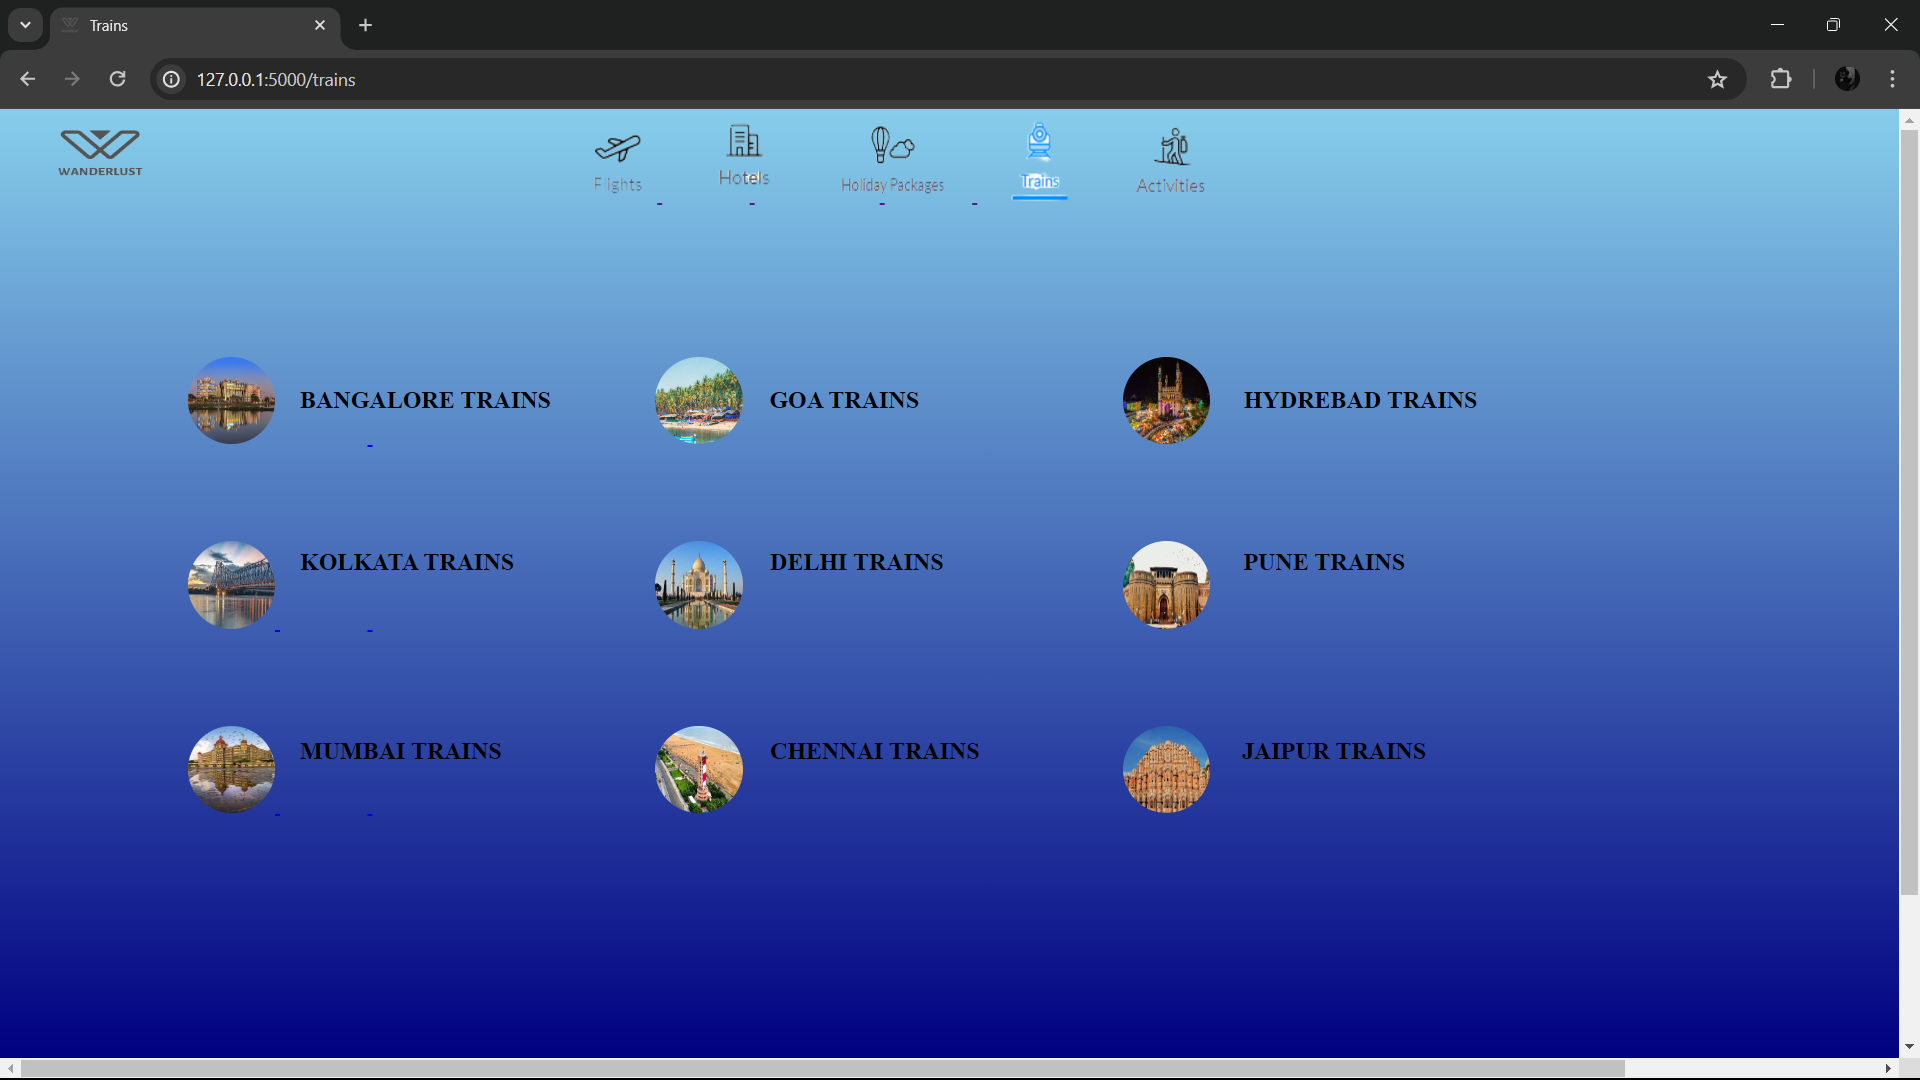 Trains
127.0.0.1:5000/trains
WANDERLUST
Flights
Hotels
Holiday Packages
Trains
Activities
BANGALORE TRAINS
GOA TRAINS
HYDREBAD TRAINS
KOLKATA TRAINS
DELHI TRAINS
PUNE TRAINS
MUMBAI TRAINS
CHENNAI TRAINS
JAIPUR TRAINS